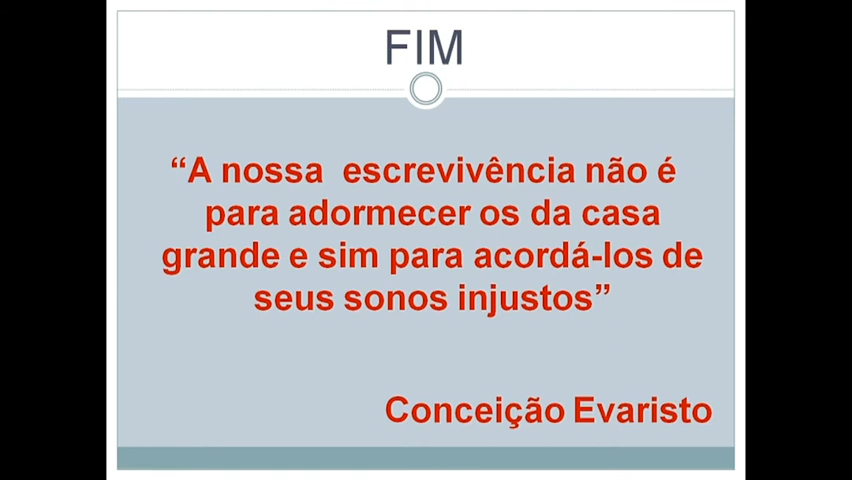 FIM
“A nossa escrevivência não é
para adormecer os da casa
grande e sim para acordá-los de
seus sonos injustos”
Conceição Evaristo